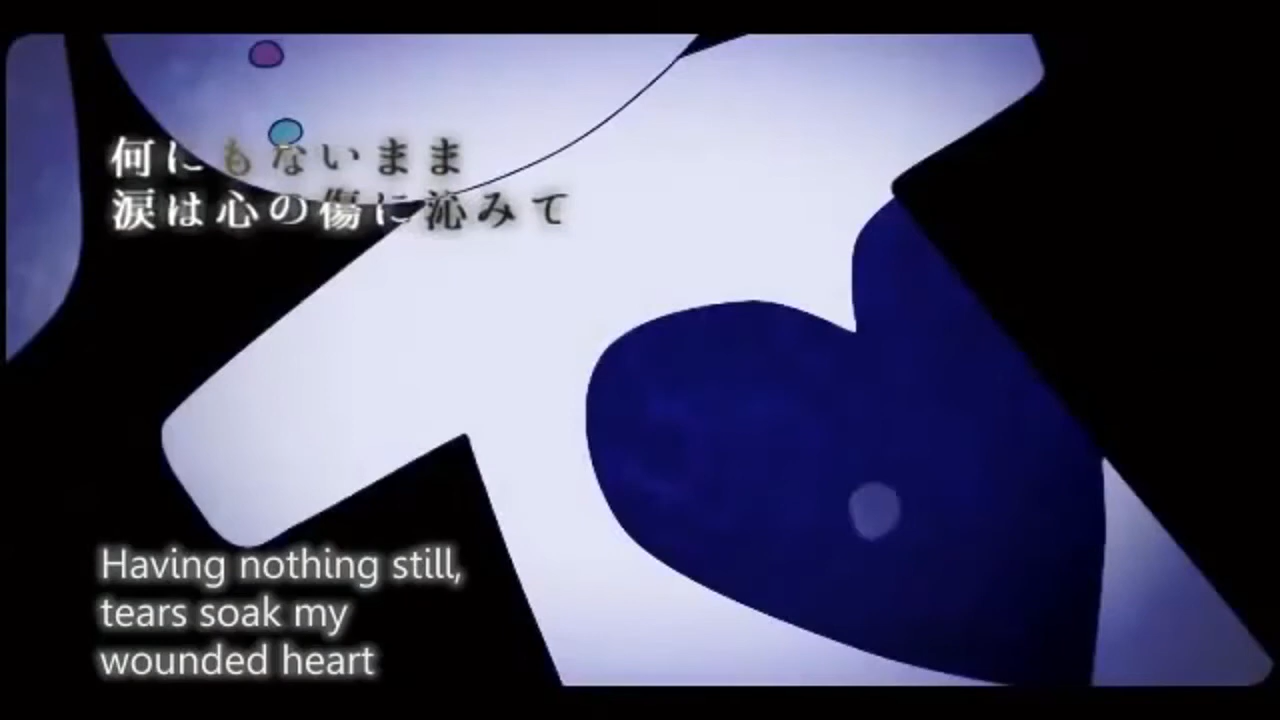 何にもないまま
涙は心の傷に沁みて
Having nothing still,
tears soak my
wounded heart